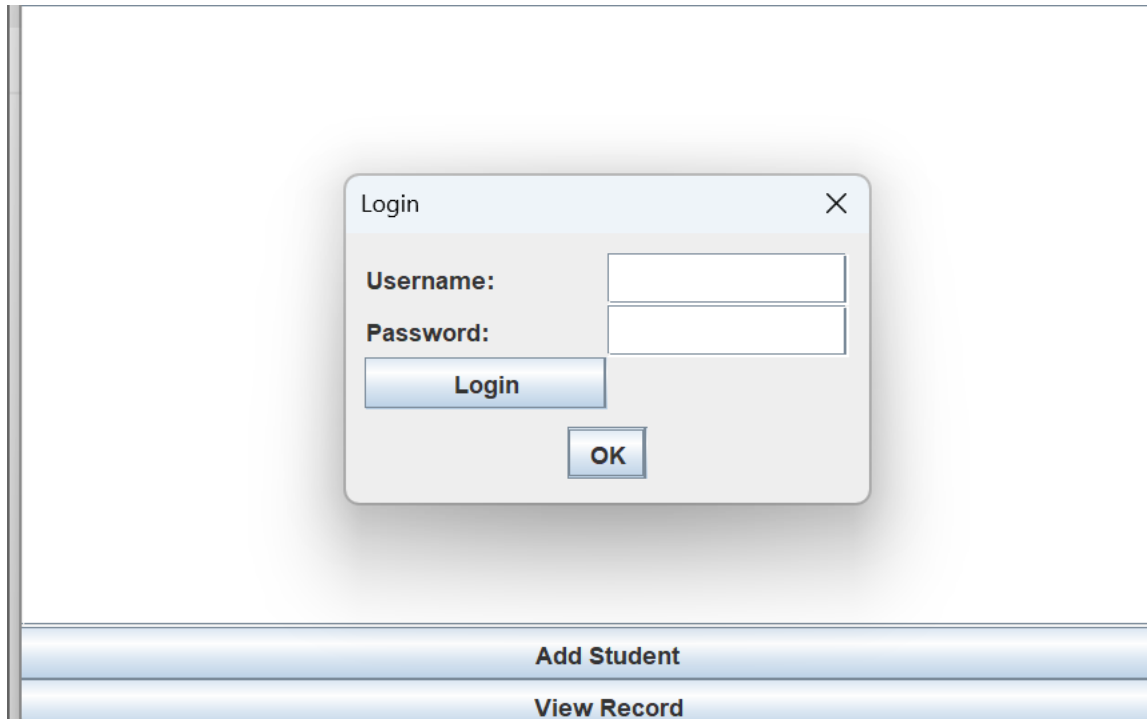 Login
Username:
Password:
Login
OK
Add Student
View Record